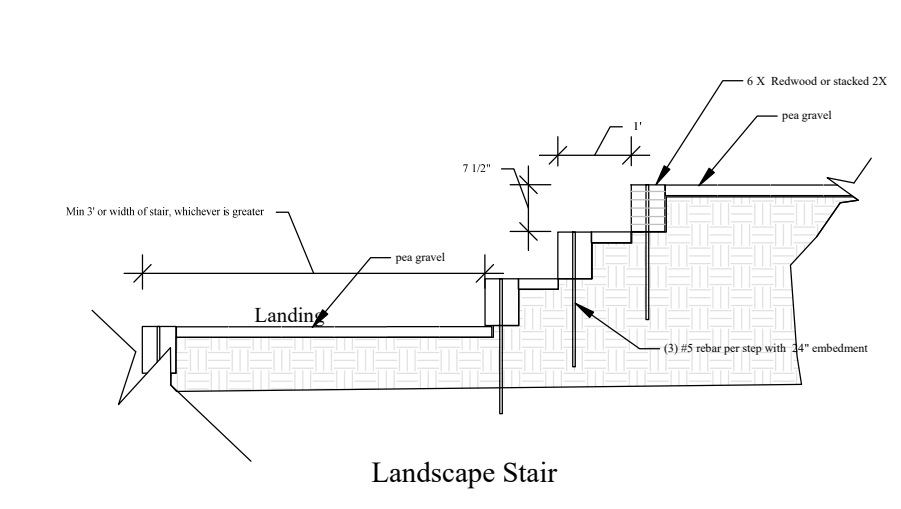 6 X  Redwood or stacked 2X
pea gravel
1'
7 1/2"
Min 3' or width of stair, whichever is greater
pea gravel
Landing
(3) #5 rebar per step with  24" embedment
Landscape Stair